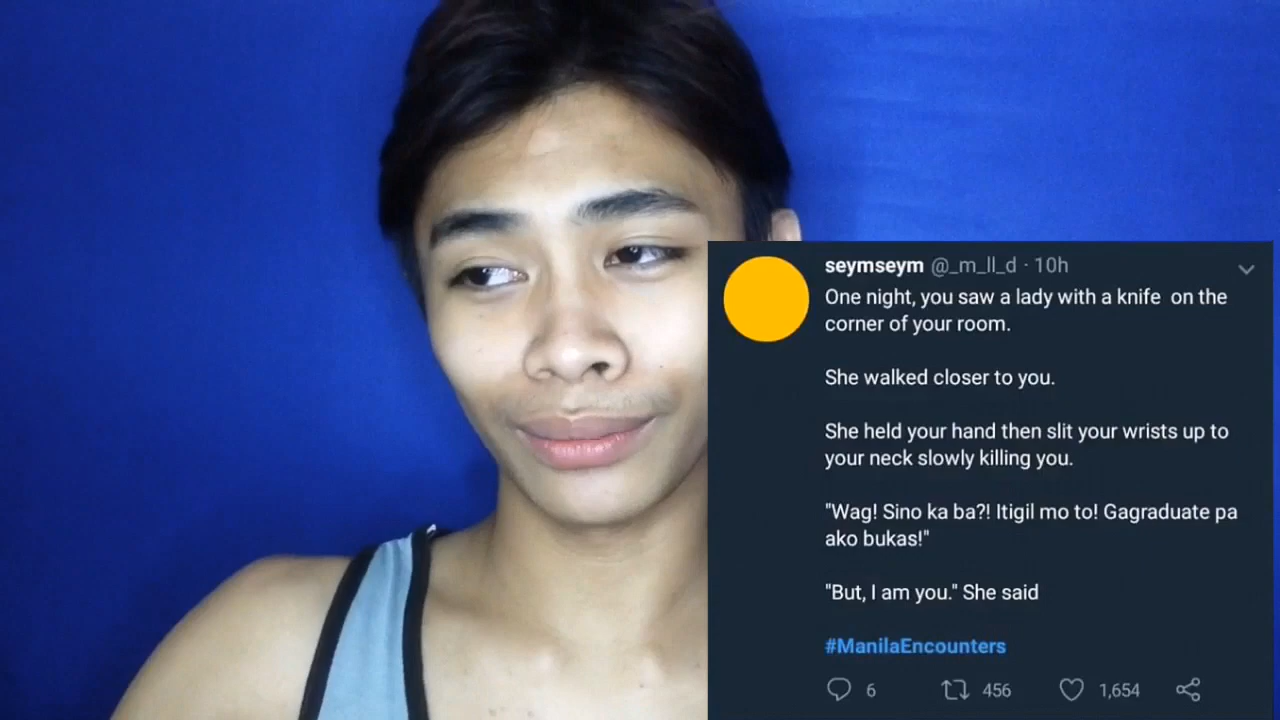 seymseym @_m_ll_d · 10h
One night, you saw a lady with a knife on the
corner of your room.
She walked closer to you.
She held your hand then slit your wrists up to
your neck slowly killing you.
"Wag! Sino ka ba?! Itigil mo to! Gagraduate pa
ako bukas!"
"But, I am you." She said
#ManilaEncounters
6 456 1,654